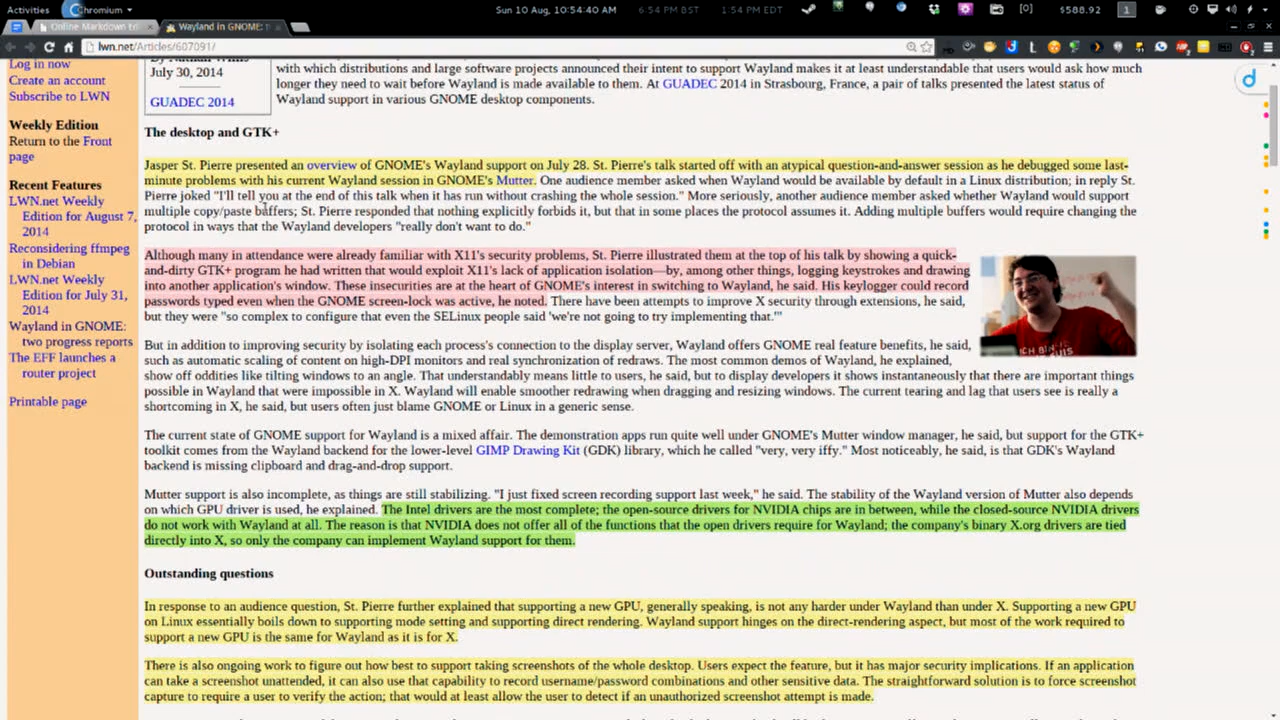 Activities
Chromium
Sun 10 Aug, 10:54:40 AM
6:54 PM BST
1:54 PM EDT
[0]
$588.92
1
Online Markdown
Wayland in GNOME: t
lwn.net/Articles/607091/
Log in now
Create an account
Subscribe to LWN
Weekly Edition
Return to the Front
page
Recent Features
LWN.net Weekly
Edition for August 7,
2014
Reconsidering ffmpeg
in Debian
LWN.net Weekly
Edition for July 31,
2014
Wayland in GNOME:
two progress reports
The EFF launches a
router project
Printable page
July 30, 2014
GUADEC 2014
with which distributions and large software projects announced their intent to support Wayland makes it at least understandable that users would ask how much
longer they need to wait before Wayland is made available to them. At GUADEC 2014 in Strasbourg, France, a pair of talks presented the latest status of
Wayland support in various GNOME desktop components.
The desktop and GTK+
Jasper St. Pierre presented an overview of GNOME's Wayland support on July 28. St. Pierre's talk started off with an atypical question-and-answer session as he debugged some last-
minute problems with his current Wayland session in GNOME's Mutter. One audience member asked when Wayland would be available by default in a Linux distribution; in reply St.
Pierre joked "I'll tell you at the end of this talk when it has run without crashing the whole session." More seriously, another audience member asked whether Wayland would support
multiple copy/paste buffers; St. Pierre responded that nothing explicitly forbids it, but that in some places the protocol assumes it. Adding multiple buffers would require changing the
protocol in ways that the Wayland developers "really don't want to do."
Although many in attendance were already familiar with X11's security problems, St. Pierre illustrated them at the top of his talk by showing a quick-
and-dirty GTK+ program he had written that would exploit X11's lack of application isolation—by, among other things, logging keystrokes and drawing
into another application's window. These insecurities are at the heart of GNOME's interest in switching to Wayland, he said. His keylogger could record
passwords typed even when the GNOME screen-lock was active, he noted. There have been attempts to improve X security through extensions, he said,
but they were "so complex to configure that even the SELinux people said 'we're not going to try implementing that.'"
But in addition to improving security by isolating each process's connection to the display server, Wayland offers GNOME real feature benefits, he said,
such as automatic scaling of content on high-DPI monitors and real synchronization of redraws. The most common demos of Wayland, he explained,
show off oddities like tilting windows to an angle. That understandably means little to users, he said, but to display developers it shows instantaneously that there are important things
possible in Wayland that were impossible in X. Wayland will enable smoother redrawing when dragging and resizing windows. The current tearing and lag that users see is really a
shortcoming in X, he said, but users often just blame GNOME or Linux in a generic sense.
The current state of GNOME support for Wayland is a mixed affair. The demonstration apps run quite well under GNOME's Mutter window manager, he said, but support for the GTK+
toolkit comes from the Wayland backend for the lower-level GIMP Drawing Kit (GDK) library, which he called "very, very iffy." Most noticeably, he said, is that GDK's Wayland
backend is missing clipboard and drag-and-drop support.
Mutter support is also incomplete, as things are still stabilizing. "I just fixed screen recording support last week," he said. The stability of the Wayland version of Mutter also depends
on which GPU driver is used, he explained. The Intel drivers are the most complete; the open-source drivers for NVIDIA chips are in between, while the closed-source NVIDIA drivers
do not work with Wayland at all. The reason is that NVIDIA does not offer all of the functions that the open drivers require for Wayland; the company's binary X.org drivers are tied
directly into X, so only the company can implement Wayland support for them.
Outstanding questions
In response to an audience question, St. Pierre further explained that supporting a new GPU, generally speaking, is not any harder under Wayland than under X. Supporting a new GPU
on Linux essentially boils down to supporting mode setting and supporting direct rendering. Wayland support hinges on the direct-rendering aspect, but most of the work required to
support a new GPU is the same for Wayland as it is for X.
There is also ongoing work to figure out how best to support taking screenshots of the whole desktop. Users expect the feature, but it has major security implications. If an application
can take a screenshot unattended, it can also use that capability to record username/password combinations and other sensitive data. The straightforward solution is to force screenshot
capture to require a user to verify the action; that would at least allow the user to detect if an unauthorized screenshot attempt is made.